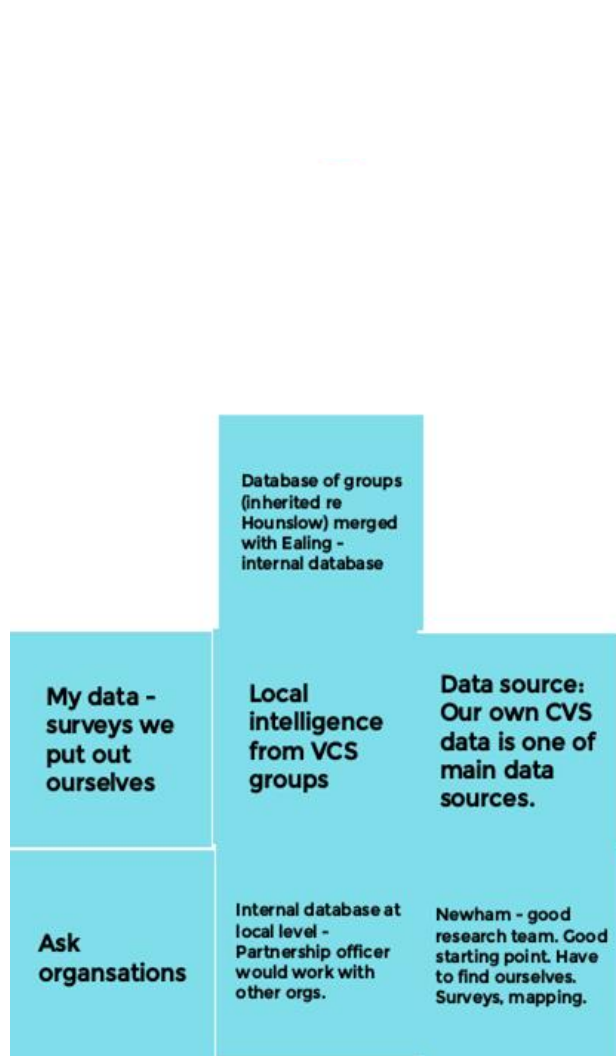 Database of groups
(inherited re
Hounslow) merged
with Ealing -
internal database
My data -
surveys we
put out
ourselves
Local
intelligence
from VCS
groups
Data source:
Our own CVS
data is one of
main data
sources.
Ask
organsations
Internal database at
local level -
Partnership officer
would work with
other orgs.
Newham - good
research team. Good
starting point. Have
to find ourselves.
Surveys, mapping.